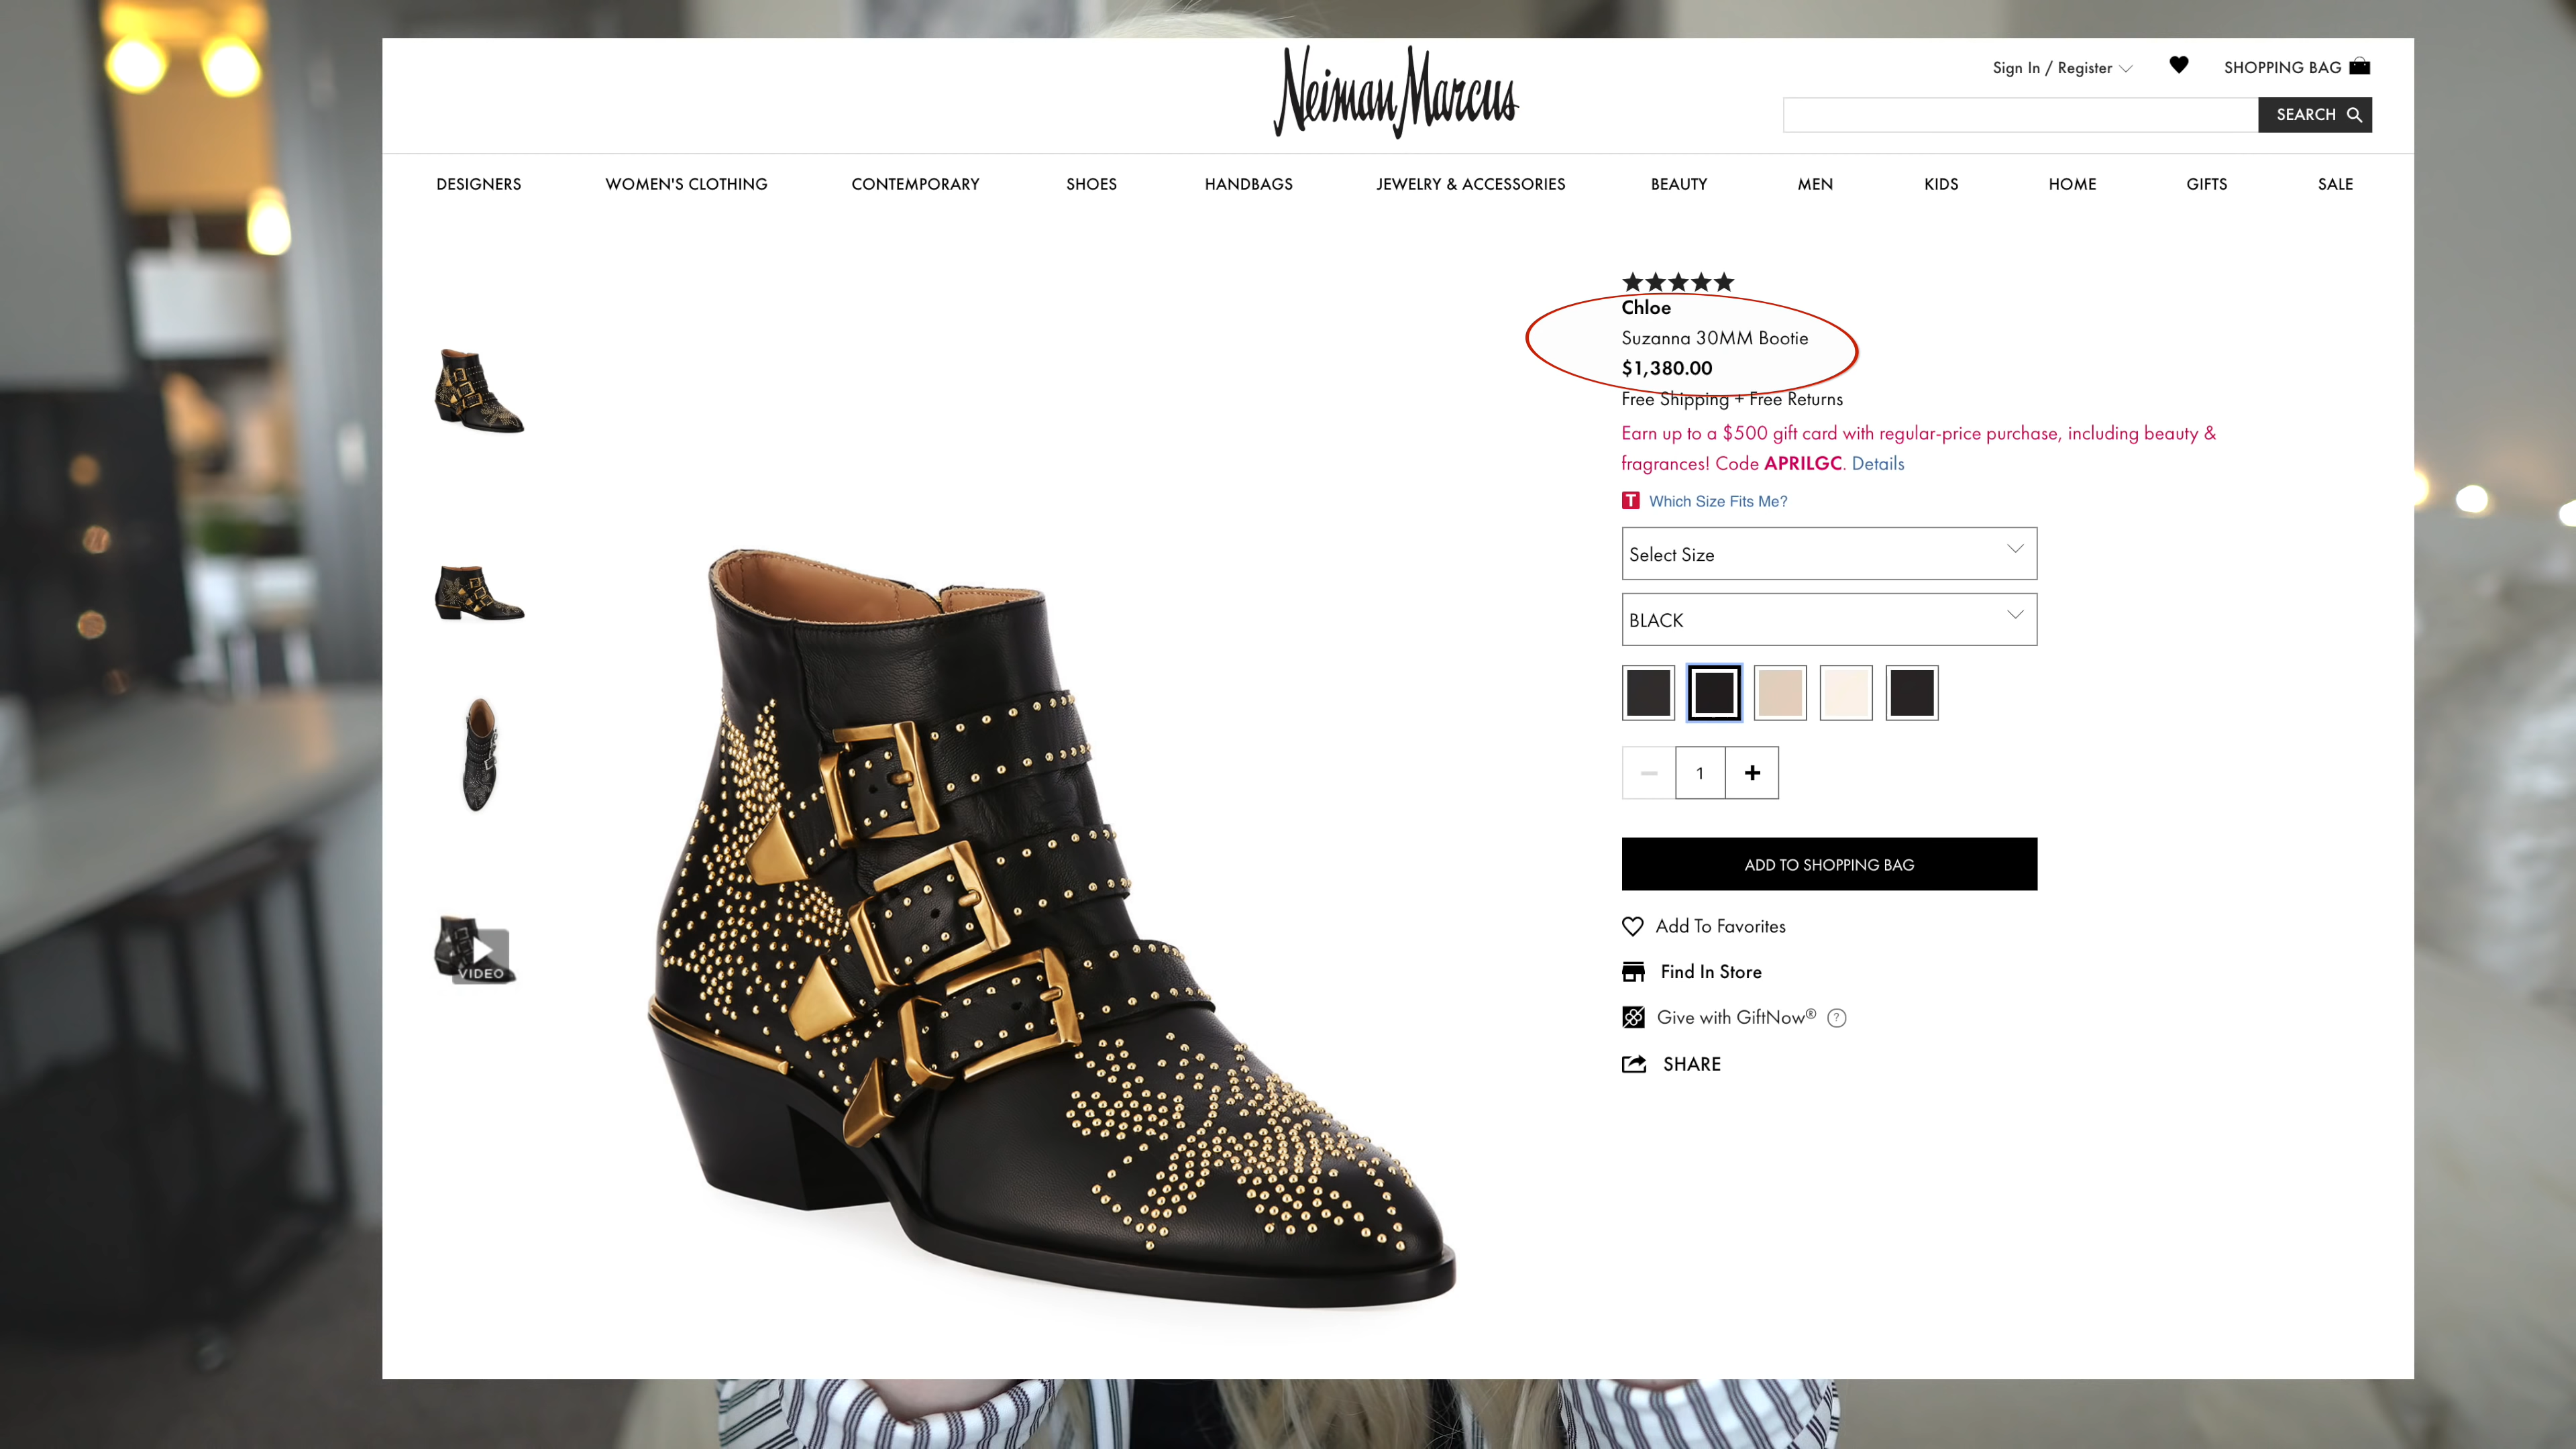 Neiman Marcus
Sign In / Register
SHOPPING BAG
SEARCH
DESIGNERS
WOMEN'S CLOTHING
CONTEMPORARY
SHOES
HANDBAGS
JEWELRY & ACCESSORIES
BEAUTY
MEN
KIDS
HOME
GIFTS
SALE
Chloe
Suzanna 30MM Bootie
$1,380.00
Free Shipping + Free Returns
Earn up to a $500 gift card with regular-price purchase, including beauty &
fragrances! Code APRILGC. Details
T Which Size Fits Me?
Select Size
BLACK
1
ADD TO SHOPPING BAG
Add To Favorites
Find In Store
Give with GiftNow® ?
SHARE
VIDEO